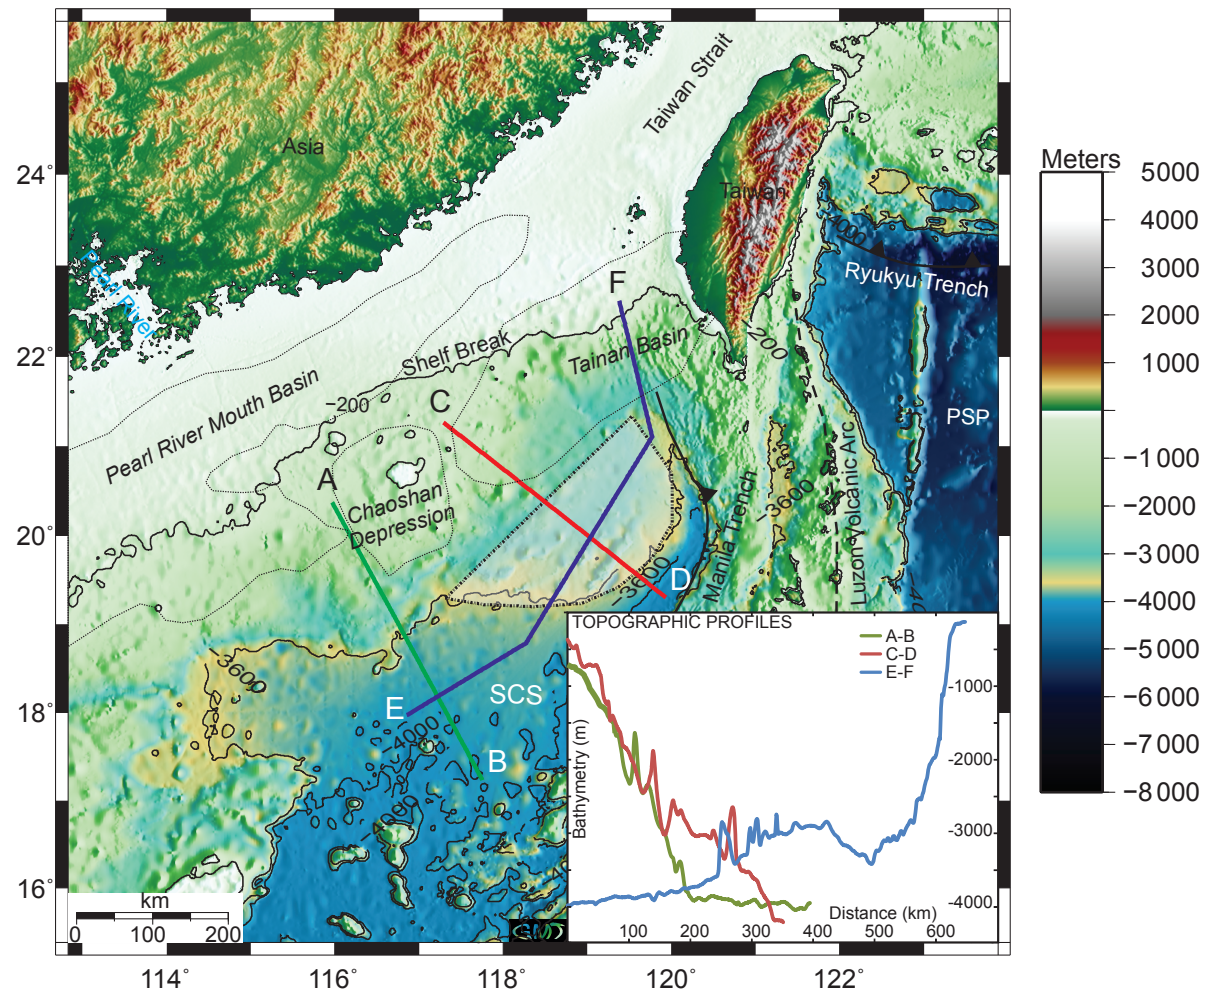 Meters
5000
4000
3000
2000
1000
0
−1000
−2000
−3000
−4000
−5000
−6000
−7000
−8000
24˚
22˚
20˚
18˚
16˚
114˚
116˚
118˚
120˚
122˚
Asia
Taiwan Strait
Taiwan
Pearl River
−4000
Ryukyu Trench
F
Shelf Break
Tainan Basin
−200
Pearl River Mouth Basin
−200
C
PSP
A
Chaoshan
Depression
Manila Trench
−3600
Luzon Volcanic Arc
−3600
D
−3600
SCS
E
−4000
B
−4000
km
0 100 200
TOPOGRAPHIC PROFILES
A-B
C-D
E-F
Bathymetry (m)
-1000
-2000
-3000
-4000
Distance (km)
100 200 300 400 500 600